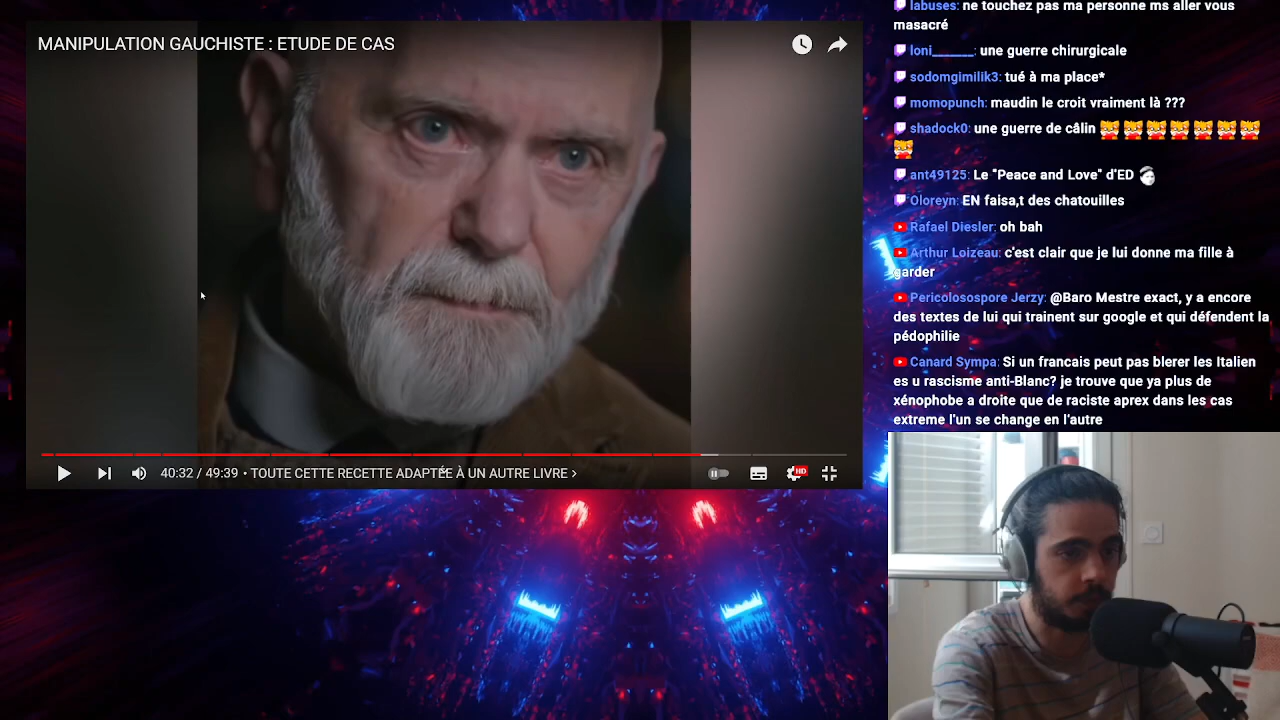 MANIPULATION GAUCHISTE : ETUDE DE CAS
40:32 / 49:39 • TOUTE CETTE RECETTE ADAPTÉE À UN AUTRE LIVRE >
HD
labuses: ne touchez pas ma personne ms aller vous
masacré
loni______: une guerre chirurgicale
sodomgimilik3: tué à ma place*
momopunch: maudin le croit vraiment là ???
shadock0: une guerre de câlin
ant49125: Le "Peace and Love" d'ED
Oloreyn: EN faisa,t des chatouilles
Rafael Diesler: oh bah
Arthur Loizeau: c'est clair que je lui donne ma fille à
garder
Pericolosospore Jerzy: @Baro Mestre exact, y a encore
des textes de lui qui trainent sur google et qui défendent la
pédophilie
Canard Sympa: Si un francais peut pas blerer les Italien
es u rascisme anti-Blanc? je trouve que ya plus de
xénophobe a droite que de raciste aprex dans les cas
extreme l'un se change en l'autre